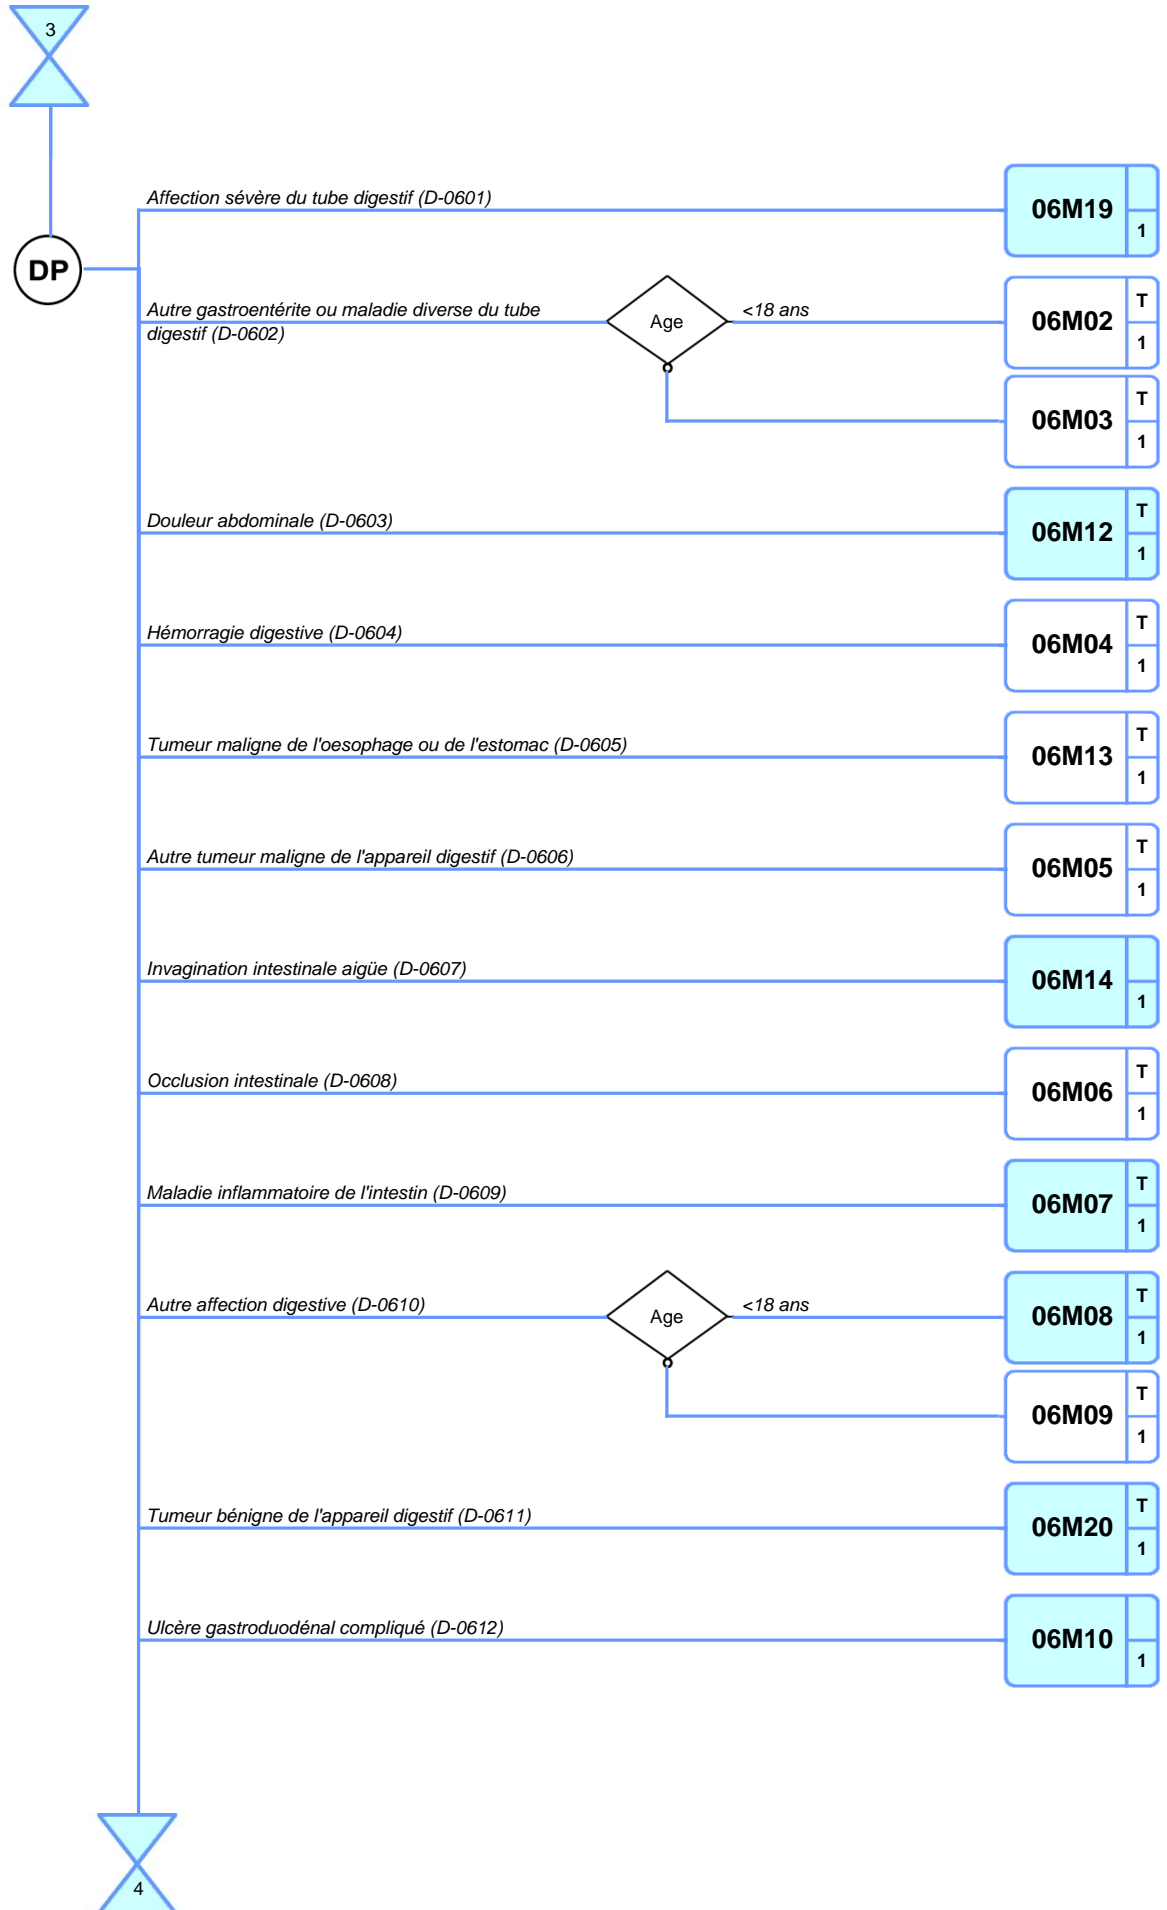 3
DP
Affection sévère du tube digestif (D-0601)
06M19
1
Autre gastroentérite ou maladie diverse du tube
digestif (D-0602)
Age
<18 ans
06M02
T
1
06M03
T
1
Douleur abdominale (D-0603)
06M12
T
1
Hémorragie digestive (D-0604)
06M04
T
1
Tumeur maligne de l'oesophage ou de l'estomac (D-0605)
06M13
T
1
Autre tumeur maligne de l'appareil digestif (D-0606)
06M05
T
1
Invagination intestinale aigüe (D-0607)
06M14
1
Occlusion intestinale (D-0608)
06M06
T
1
Maladie inflammatoire de l'intestin (D-0609)
06M07
T
1
Autre affection digestive (D-0610)
Age
<18 ans
06M08
T
1
06M09
T
1
Tumeur bénigne de l'appareil digestif (D-0611)
06M20
T
1
Ulcère gastroduodénal compliqué (D-0612)
06M10
1
4